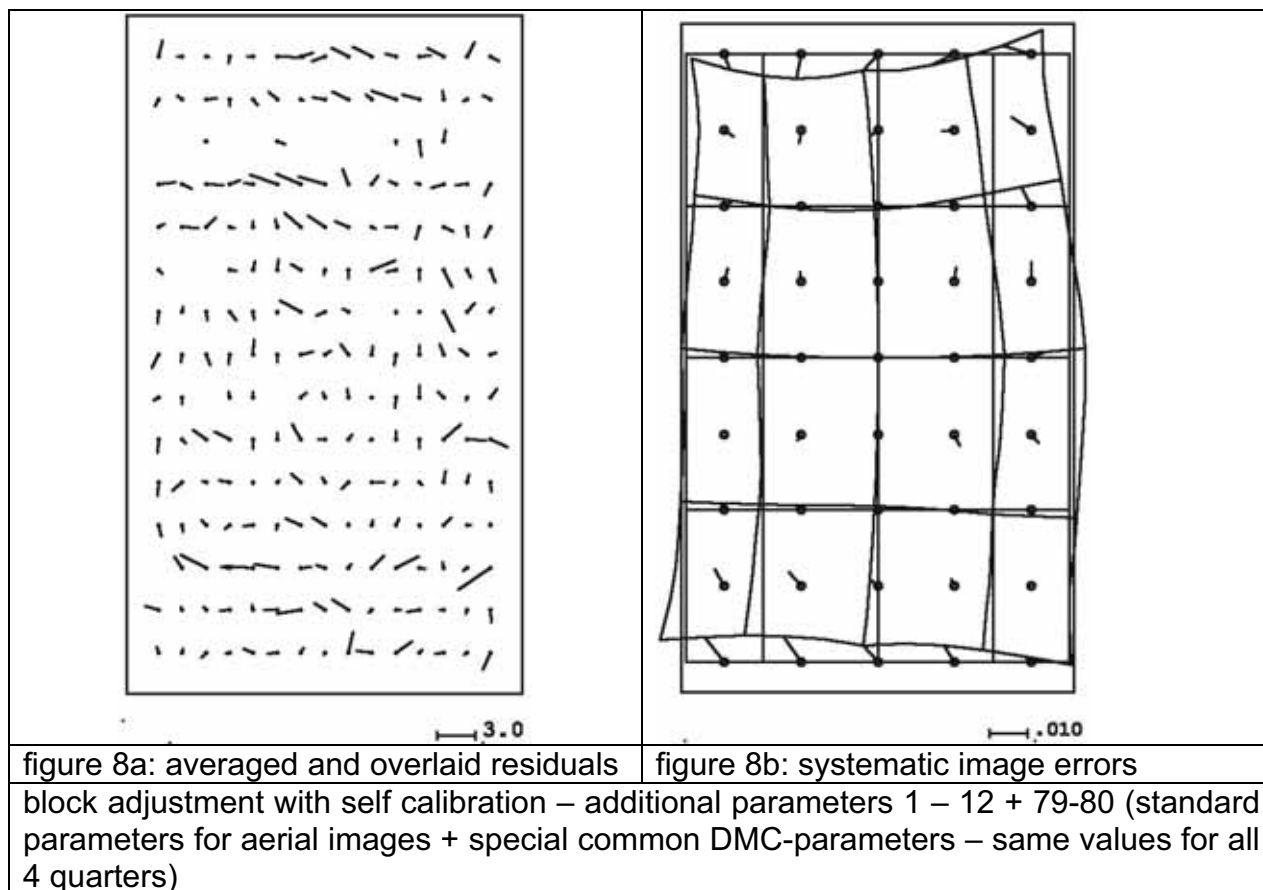 3.0
.010
figure 8a: averaged and overlaid residuals
figure 8b: systematic image errors
block adjustment with self calibration – additional parameters 1 – 12 + 79-80 (standard
parameters for aerial images + special common DMC-parameters – same values for all
4 quarters)